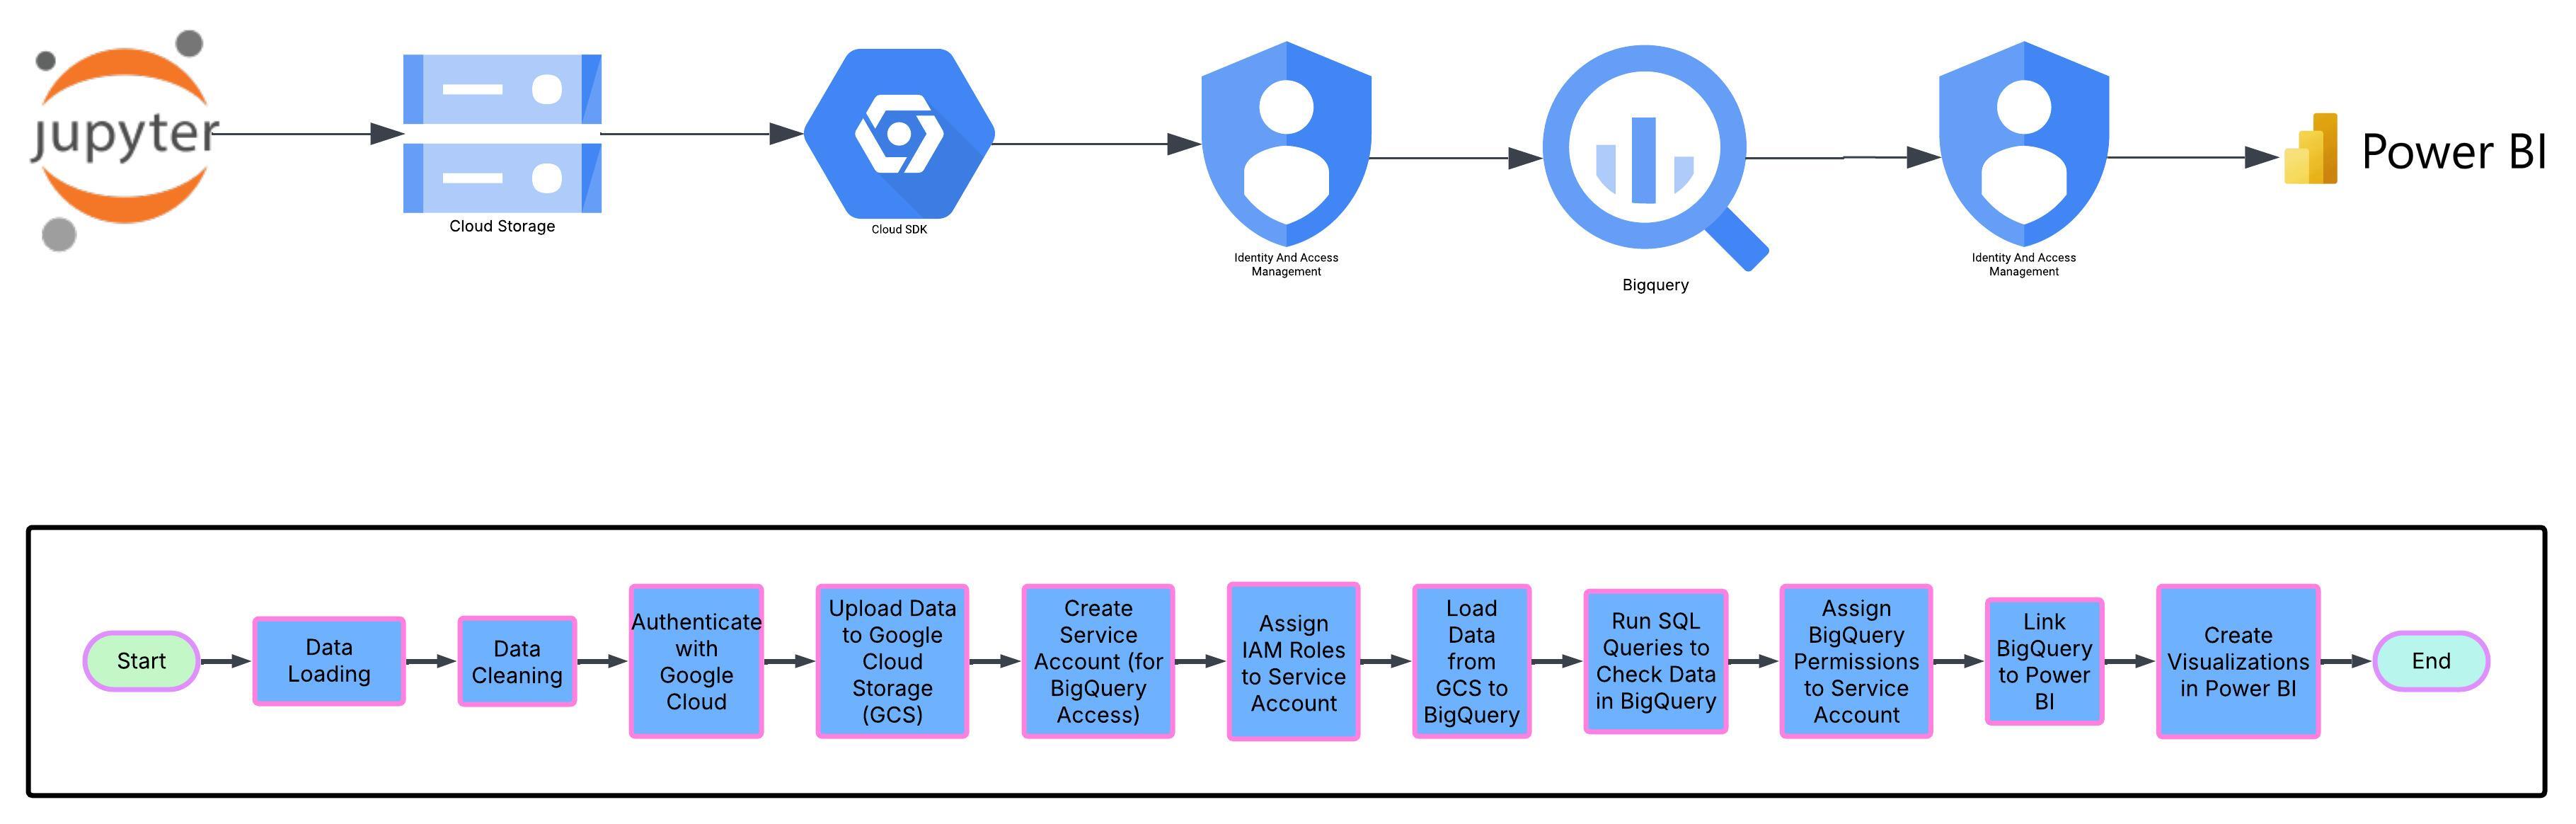 jupyter
Cloud Storage
Cloud SDK
Identity And Access
Management
Bigquery
Identity And Access
Management
Power BI
Start
Data
Loading
Data
Cleaning
Authenticate
with
Google
Cloud
Upload Data
to Google
Cloud
Storage
(GCS)
Create
Service
Account (for
BigQuery
Access)
Assign
IAM Roles
to Service
Account
Load
Data
from
GCS to
BigQuery
Run SQL
Queries to
Check Data
in BigQuery
Assign
BigQuery
Permissions
to Service
Account
Link
BigQuery
to Power
BI
Create
Visualizations
in Power BI
End